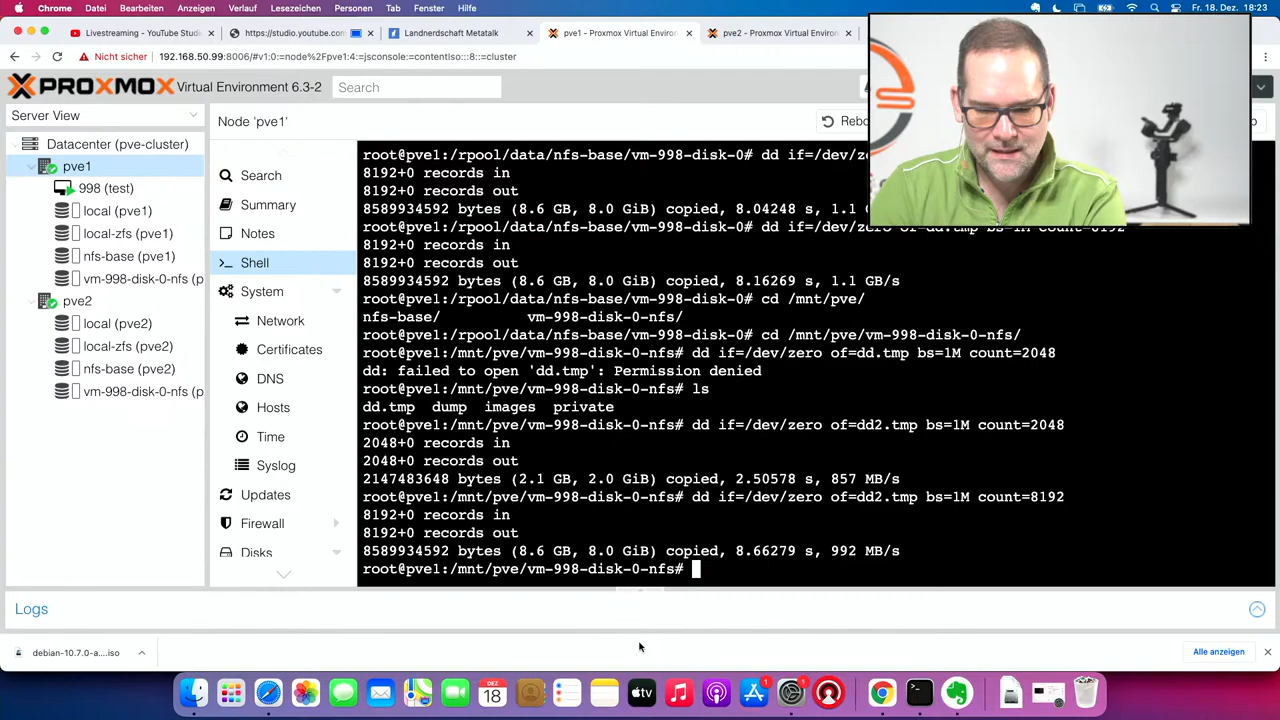 Chrome Datei Bearbeiten Anzeigen Verlauf Lesezeichen Personen Tab Fenster Hilfe
Fr. 18. Dez. 18:23
Livestreaming - YouTube Studi
https://studio.youtube.com
Landnerdschaft Metatalk
pve1 - Proxmox Virtual Environ
pve2 - Proxmox Virtual Environ
Nicht sicher
192.168.50.99:8006/#v1:0:=node%2Fpve1:4:=jsconsole:=contentIso:::8::=cluster
PROXMOX Virtual Environment 6.3-2
Search
Server View
Datacenter (pve-cluster)
pve1
998 (test)
local (pve1)
local-zfs (pve1)
nfs-base (pve1)
vm-998-disk-0-nfs (p
pve2
local (pve2)
local-zfs (pve2)
nfs-base (pve2)
vm-998-disk-0-nfs (p
Node 'pve1'
Rebo
Search
Summary
Notes
>_ Shell
System
Network
Certificates
DNS
Hosts
Time
Syslog
Updates
Firewall
Disks
root@pve1:/rpool/data/nfs-base/vm-998-disk-0# dd if=/dev/ze
8192+0 records in
8192+0 records out
8589934592 bytes (8.6 GB, 8.0 GiB) copied, 8.04248 s, 1.1 G
root@pve1:/rpool/data/nfs-base/vm-998-disk-0# dd if=/dev/zero of=dd.tmp bs=1M count=8192
8192+0 records in
8192+0 records out
8589934592 bytes (8.6 GB, 8.0 GiB) copied, 8.16269 s, 1.1 GB/s
root@pve1:/rpool/data/nfs-base/vm-998-disk-0# cd /mnt/pve/
nfs-base/ vm-998-disk-0-nfs/
root@pve1:/rpool/data/nfs-base/vm-998-disk-0# cd /mnt/pve/vm-998-disk-0-nfs/
root@pve1:/mnt/pve/vm-998-disk-0-nfs# dd if=/dev/zero of=dd.tmp bs=1M count=2048
dd: failed to open 'dd.tmp': Permission denied
root@pve1:/mnt/pve/vm-998-disk-0-nfs# ls
dd.tmp dump images private
root@pve1:/mnt/pve/vm-998-disk-0-nfs# dd if=/dev/zero of=dd2.tmp bs=1M count=2048
2048+0 records in
2048+0 records out
2147483648 bytes (2.1 GB, 2.0 GiB) copied, 2.50578 s, 857 MB/s
root@pve1:/mnt/pve/vm-998-disk-0-nfs# dd if=/dev/zero of=dd2.tmp bs=1M count=8192
8192+0 records in
8192+0 records out
8589934592 bytes (8.6 GB, 8.0 GiB) copied, 8.66279 s, 992 MB/s
root@pve1:/mnt/pve/vm-998-disk-0-nfs#
Logs
debian-10.7.0-a....iso
Alle anzeigen
DEZ
18
tv
1
1